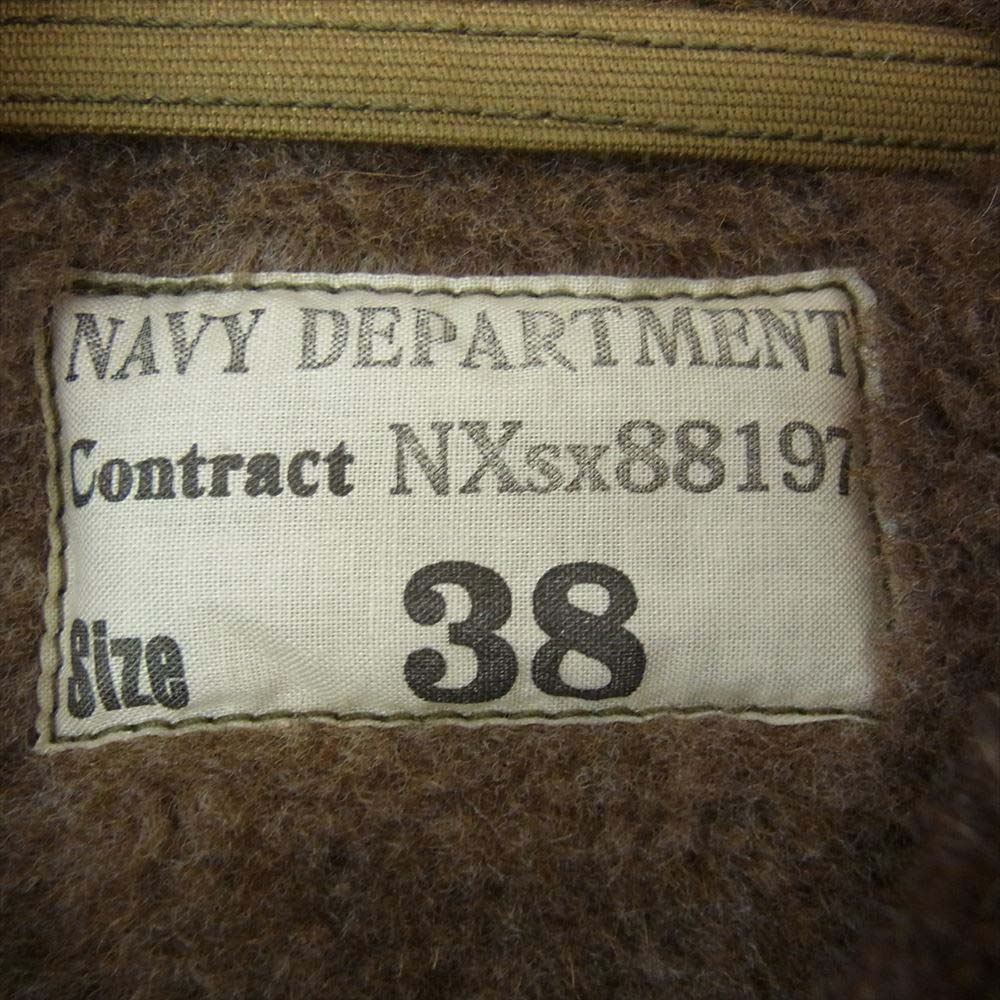 NAVY DEPARTMENT
Contract NXsx88197
Size 38